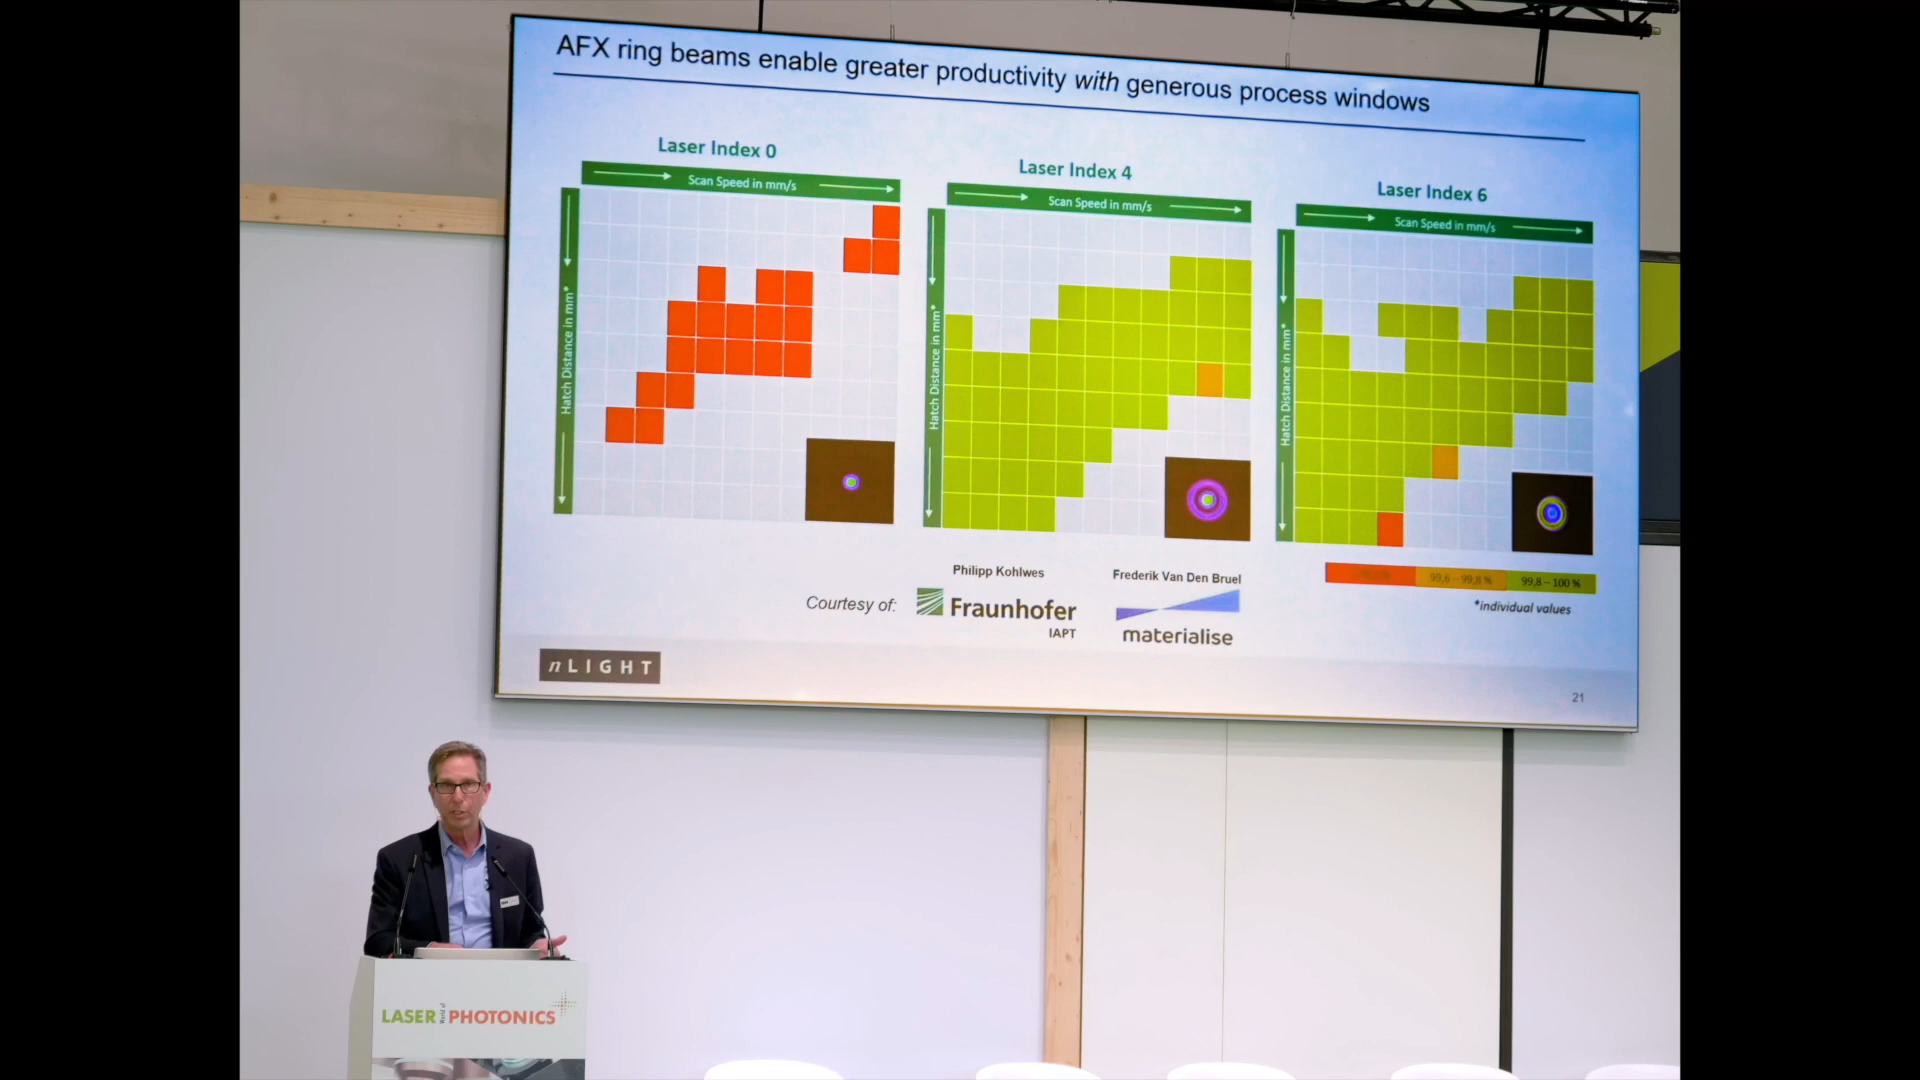 AFX ring beams enable greater productivity with generous process windows
Laser Index 0
Scan Speed in mm/s
Hatch Distance in mm*
Laser Index 4
Scan Speed in mm/s
Hatch Distance in mm*
Laser Index 6
Scan Speed in mm/s
Hatch Distance in mm*
99,6 – 99,8 %
99,8 – 100 %
*individual values
Courtesy of:
Philipp Kohlwes
Fraunhofer
IAPT
Frederik Van Den Bruel
materialise
nLIGHT
21
LASER World of PHOTONICS